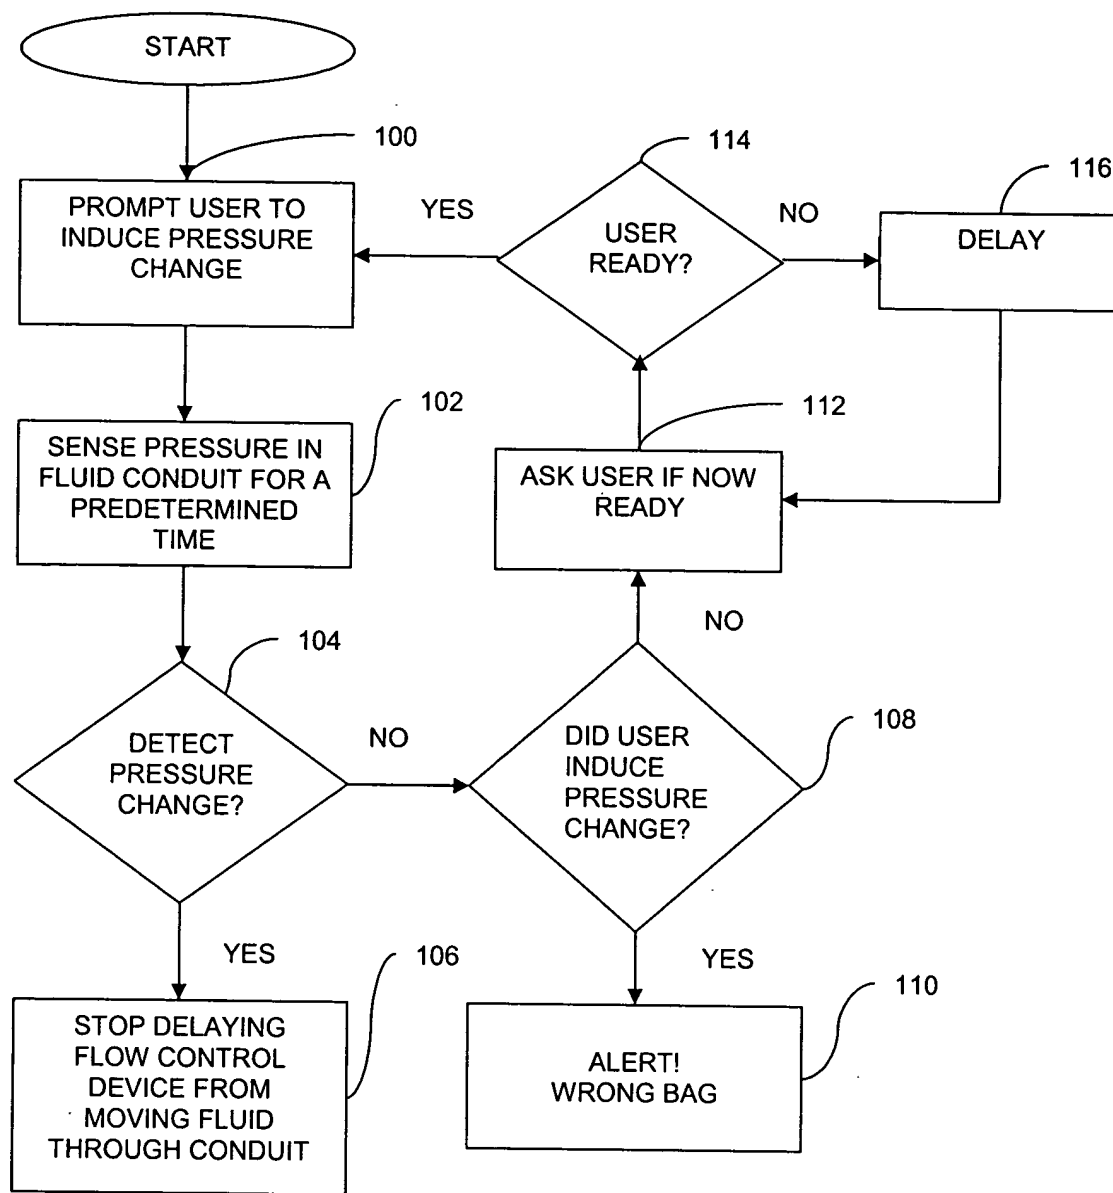 START
100
PROMPT USER TO
INDUCE PRESSURE
CHANGE
YES
114
USER
READY?
NO
116
DELAY
102
SENSE PRESSURE IN
FLUID CONDUIT FOR A
PREDETERMINED
TIME
112
ASK USER IF NOW
READY
NO
104
DETECT
PRESSURE
CHANGE?
NO
108
DID USER
INDUCE
PRESSURE
CHANGE?
YES
106
STOP DELAYING
FLOW CONTROL
DEVICE FROM
MOVING FLUID
THROUGH CONDUIT
YES
110
ALERT!
WRONG BAG